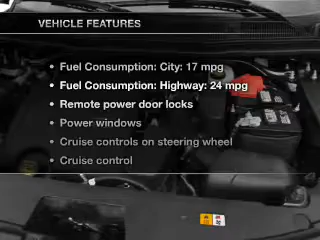 VEHICLE FEATURES
• Fuel Consumption: City: 17 mpg
• Fuel Consumption: Highway: 24 mpg
• Remote power door locks
• Power windows
• Cruise controls on steering wheel
• Cruise control